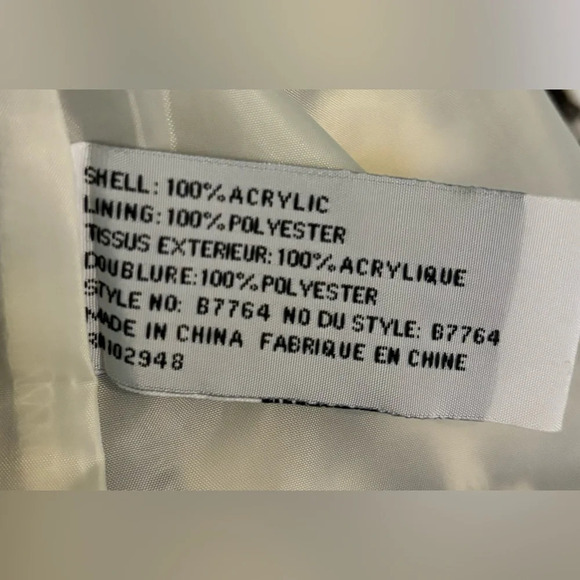 SHELL: 100% ACRYLIC
LINING: 100% POLYESTER
TISSUS EXTERIEUR: 100% ACRYLIQUE
DOUBLURE: 100% POLYESTER
STYLE NO: B7764 NO DU STYLE: B7764
MADE IN CHINA FABRIQUE EN CHINE